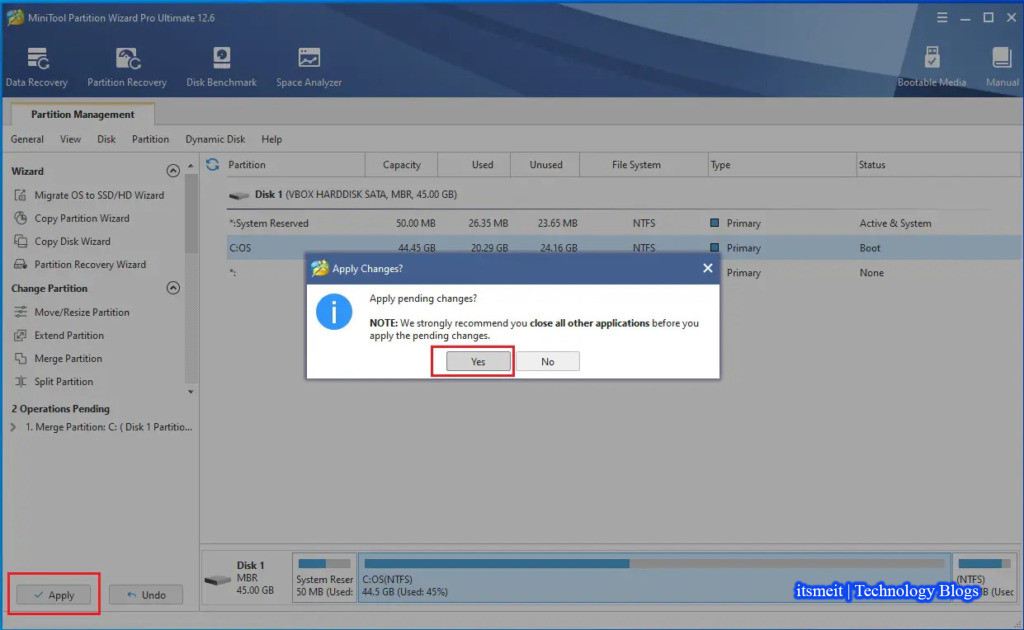 MiniTool Partition Wizard Pro Ultimate 12.6
Data Recovery Partition Recovery Disk Benchmark Space Analyzer Bootable Media Manual
Partition Management
General View Disk Partition Dynamic Disk Help
Wizard
Migrate OS to SSD/HD Wizard
Copy Partition Wizard
Copy Disk Wizard
Partition Recovery Wizard
Change Partition
Move/Resize Partition
Extend Partition
Merge Partition
Split Partition
2 Operations Pending
1. Merge Partition: C: ( Disk 1 Partitio...
Apply Undo
Partition Capacity Used Unused File System Type Status
Disk 1 (VBOX HARDDISK SATA, MBR, 45.00 GB)
*:System Reserved 50.00 MB 26.35 MB 23.65 MB NTFS Primary Active & System
C:OS 44.45 GB 20.29 GB 24.16 GB NTFS Primary Boot
*: Primary None
Apply Changes?
Apply pending changes?
NOTE: We strongly recommend you close all other applications before you
apply the pending changes.
Yes No
Disk 1
MBR
45.00 GB
System Reser
50 MB (Used:
C:OS(NTFS)
44.5 GB (Used: 45%)
(NTFS)
B (Usec
itsmeit | Technology Blogs